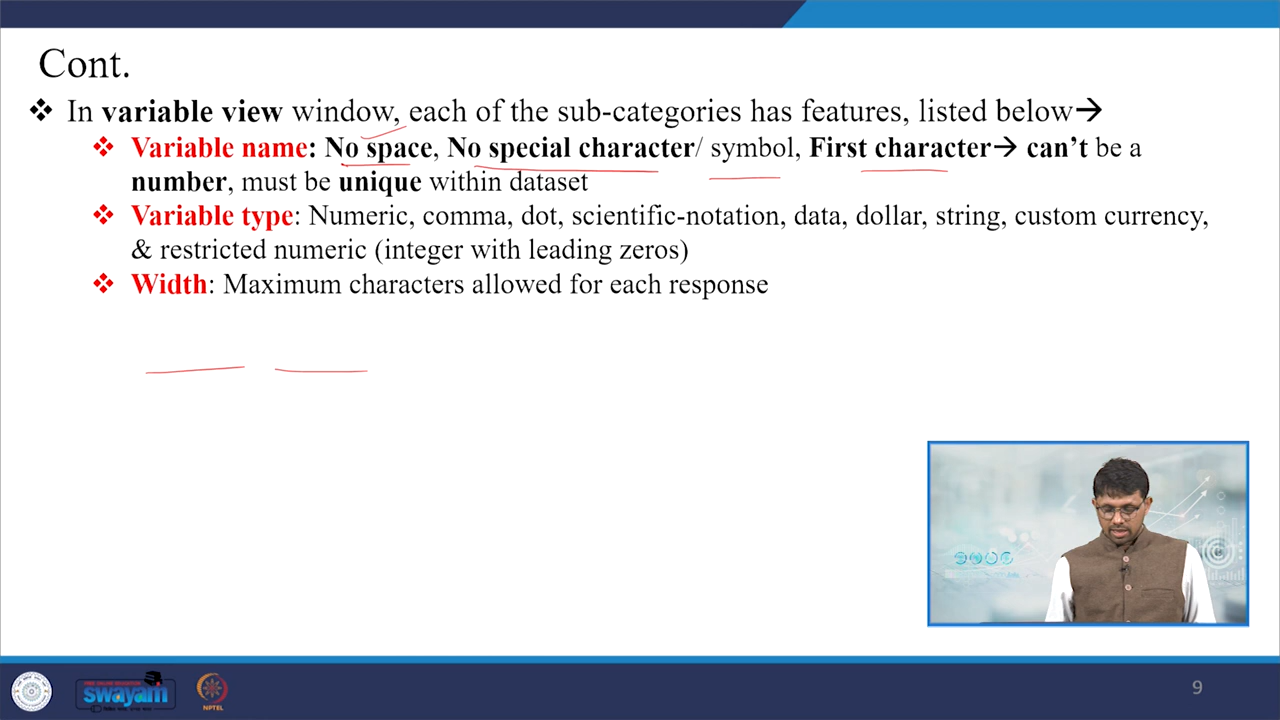 Cont.
❖ In variable view window, each of the sub-categories has features, listed below→
❖ Variable name: No space, No special character/ symbol, First character→ can't be a
number, must be unique within dataset
❖ Variable type: Numeric, comma, dot, scientific-notation, data, dollar, string, custom currency,
& restricted numeric (integer with leading zeros)
❖ Width: Maximum characters allowed for each response
swayam
NPTEL
9